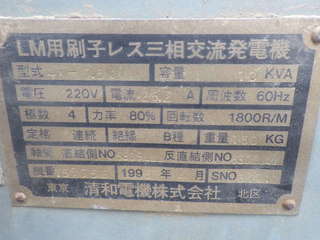 LM用刷子レス三相交流発電機
型式 容量 KVA
電圧 220V 電流 A 周波数 60Hz
極数 4 力率 80% 回転数 1800R/M
定格 連続 絶縁 B種 重量 KG
軸受 直結側NO 反直結側NO
機番 199 年 月 SNO
東京 清和電機株式会社 北区